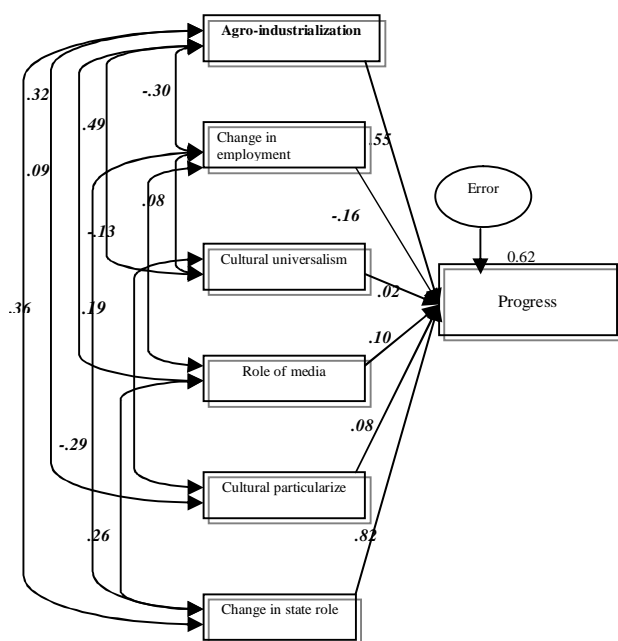 Agro-industrialization
.32
-.30
.49
Change in
employment
.55
.09
.08
Error
-.13
-.16
Cultural universalism
0.62
.02
Progress
.36
.19
.10
Role of media
.08
-.29
Cultural particularize
.26
.82
Change in state role